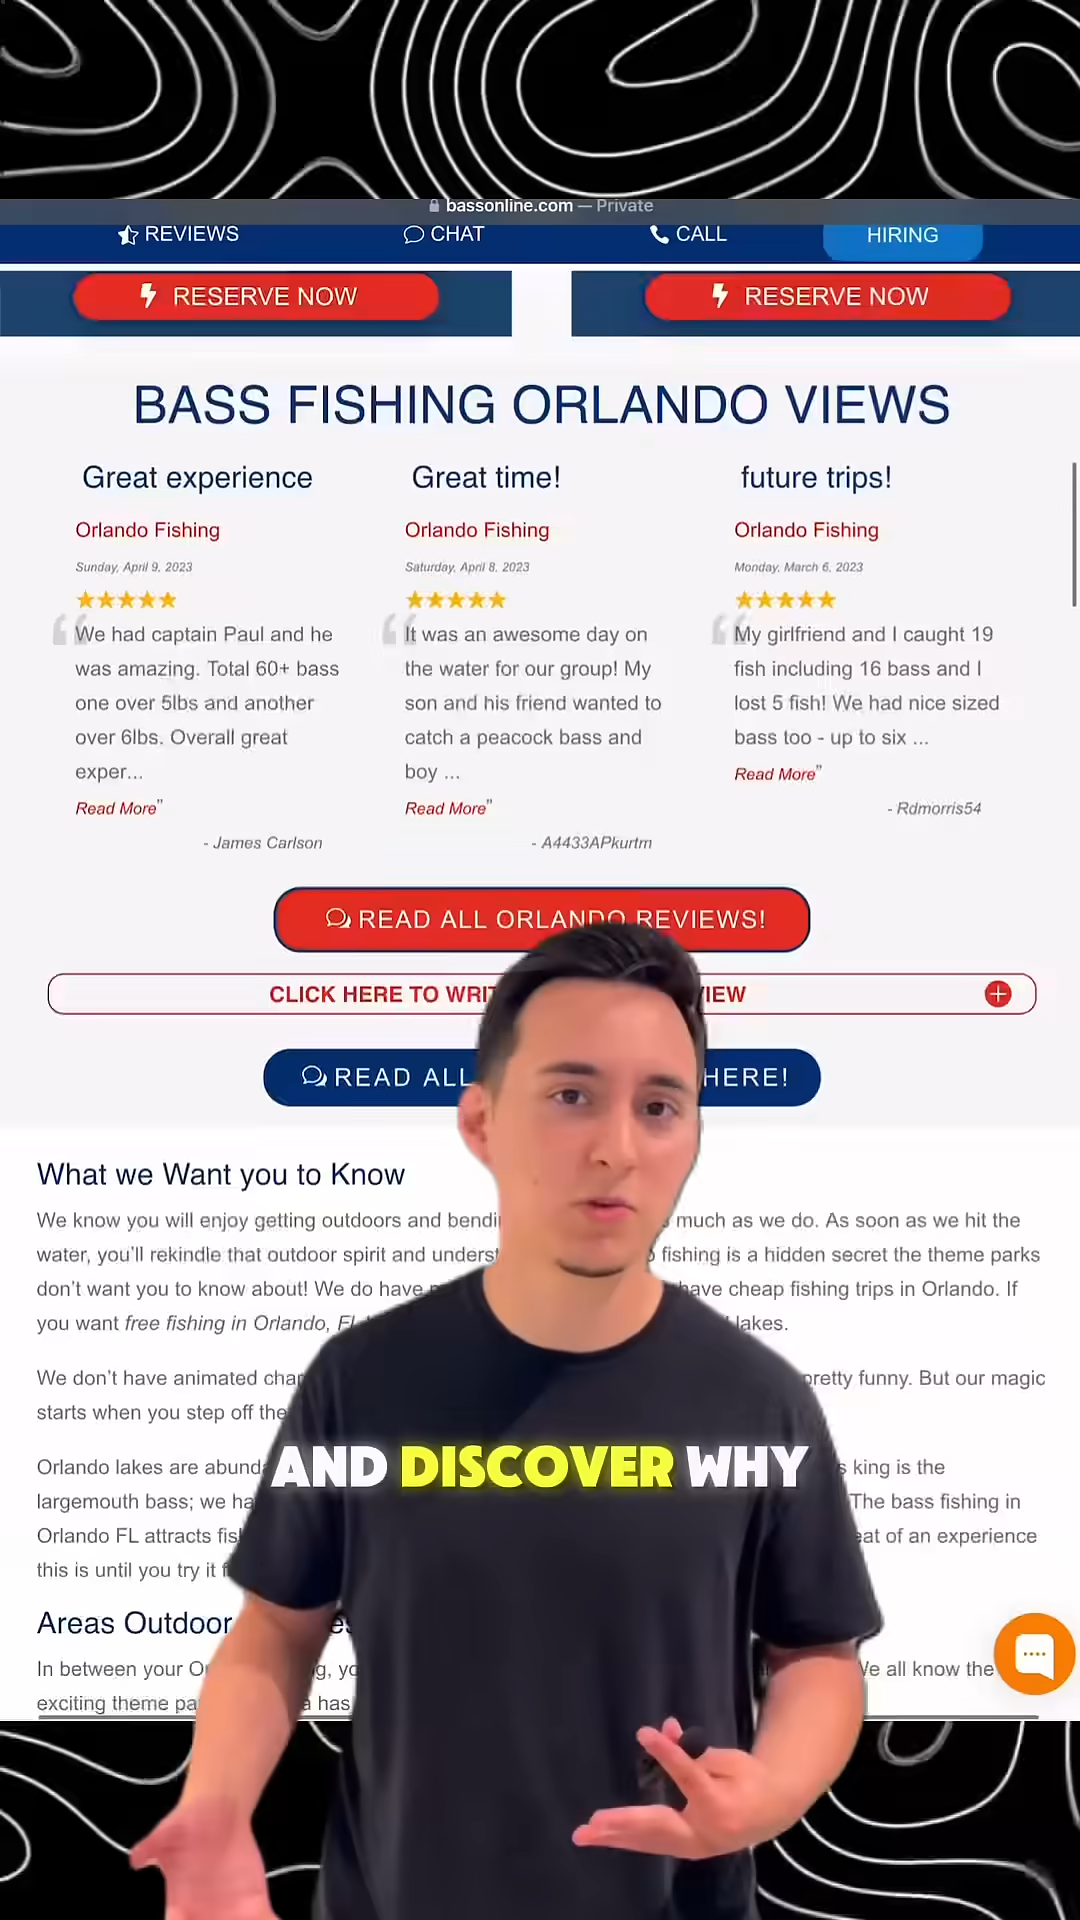 bassonline.com — Private
REVIEWS CHAT CALL HIRING
RESERVE NOW RESERVE NOW
BASS FISHING ORLANDO VIEWS
Great experience
Orlando Fishing
Sunday, April 9, 2023
We had captain Paul and he
was amazing. Total 60+ bass
one over 5lbs and another
over 6lbs. Overall great
exper...
Read More”
- James Carlson
Great time!
Orlando Fishing
Saturday, April 8, 2023
It was an awesome day on
the water for our group! My
son and his friend wanted to
catch a peacock bass and
boy ...
Read More”
- A4433APkurtm
future trips!
Orlando Fishing
Monday, March 6, 2023
My girlfriend and I caught 19
fish including 16 bass and I
lost 5 fish! We had nice sized
bass too - up to six ...
Read More”
- Rdmorris54
READ ALL ORLANDO REVIEWS!
CLICK HERE TO
READ ALL HERE!
What we Want you to Know
We know you will enjoy getting outdoors and much as we do. As soon as we hit the
water, you’ll rekindle that outdoor spirit and fishing is a hidden secret the theme parks
don’t want you to know about! We do have have cheap fishing trips in Orlando. If
you want free fishing in Orlando, lakes.
We don’t have animated pretty funny. But our magic
starts when you step off the
Orlando lakes are king is the
largemouth bass; we The bass fishing in
Orlando FL attracts of an experience
this is until you try it
AND DISCOVER WHY
Areas Outdoor
In between your We all know the
exciting theme has